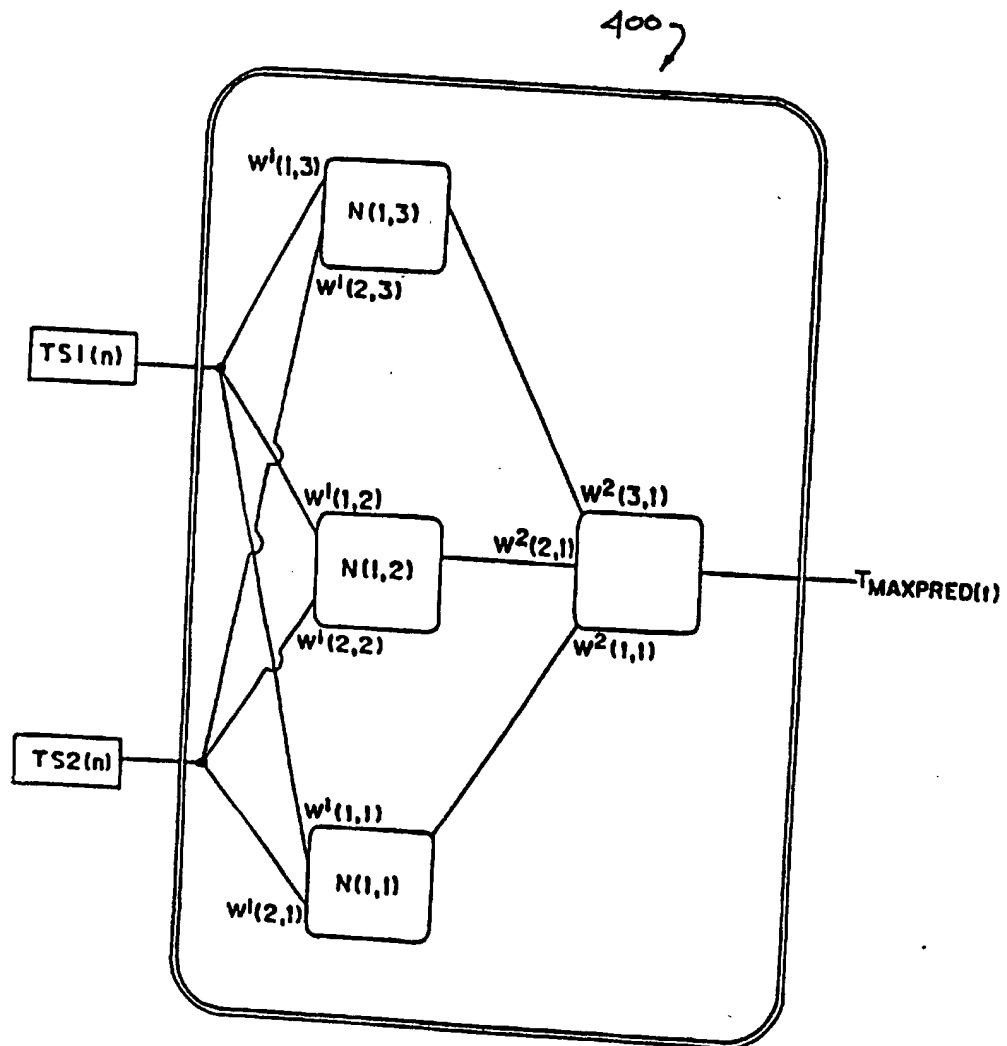 400
W¹(1,3)
N(1,3)
W¹(2,3)
TS1(n)
W¹(1,2)
N(1,2)
W¹(2,2)
W²(3,1)
W²(2,1)
W²(1,1)
TMAXPRED(t)
TS2(n)
W¹(1,1)
N(1,1)
W¹(2,1)